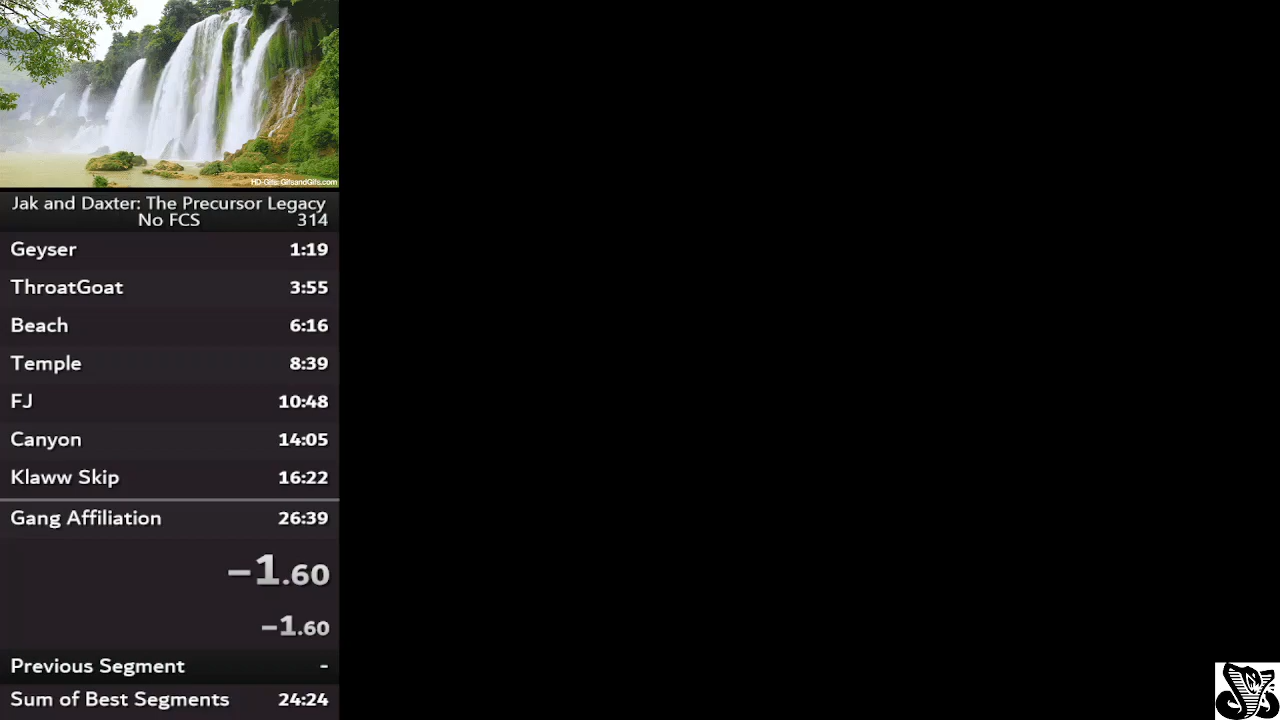 HD-Gifs: GifsandGifs.com
Jak and Daxter: The Precursor Legacy
No FCS 314
Geyser 1:19
ThroatGoat 3:55
Beach 6:16
Temple 8:39
FJ 10:48
Canyon 14:05
Klaww Skip 16:22
Gang Affiliation 26:39
−1.60
−1.60
Previous Segment -
Sum of Best Segments 24:24